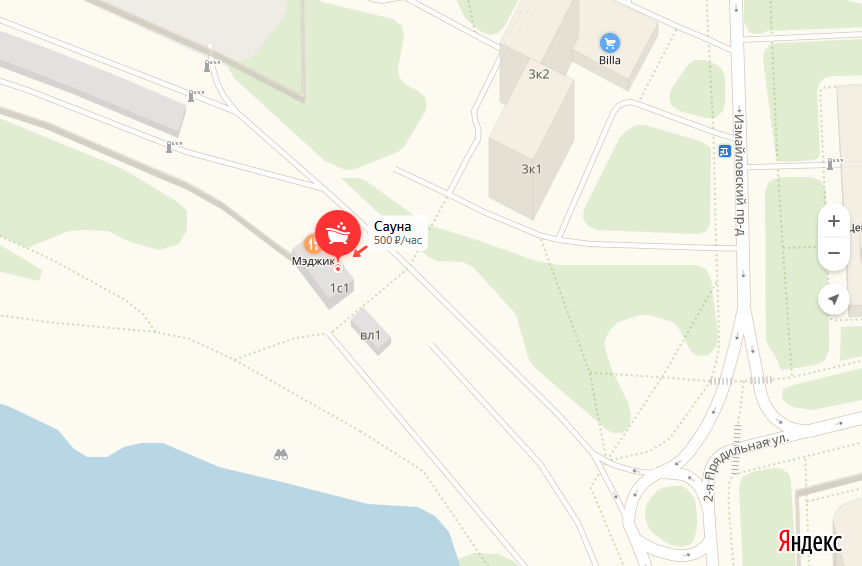 Billa
3к2
Измайловский пр-д
3к1
Сауна
500 ₽/час
Мэджик
1с1
вл1
2-я Прядильная ул.
Яндекс